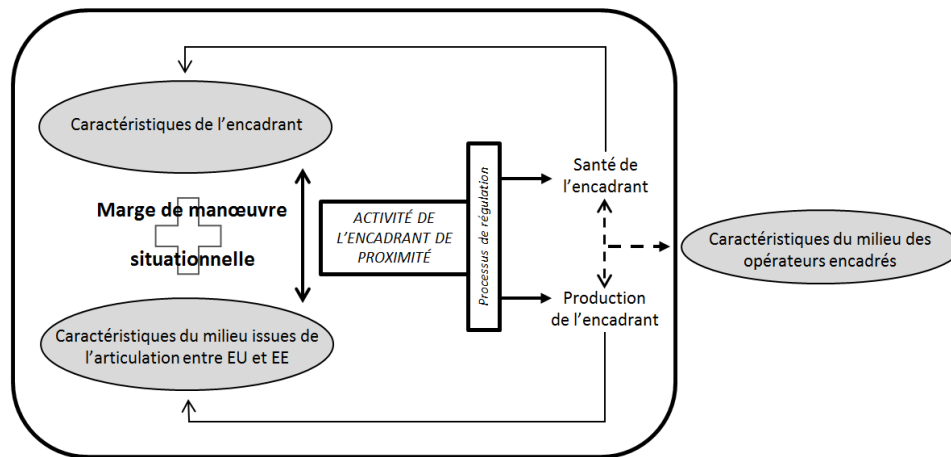 Caractéristiques de l'encadrant
Marge de manœuvre
situationnelle
Caractéristiques du milieu issues de
l'articulation entre EU et EE
ACTIVITÉ DE
L'ENCADRANT DE
PROXIMITÉ
Processus de régulation
Santé de
l'encadrant
Production
de l'encadrant
Caractéristiques du milieu des
opérateurs encadrés